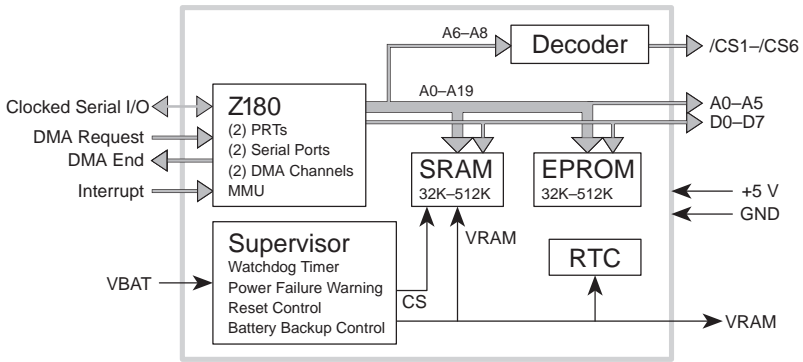 A6–A8
Decoder
/CS1–/CS6
A0–A19
Clocked Serial I/O
Z180
A0–A5
(2) PRTs
D0–D7
DMA Request
(2) Serial Ports
DMA End
(2) DMA Channels
SRAM
EPROM
Interrupt
MMU
32K–512K
32K–512K
+5 V
GND
Supervisor
VRAM
Watchdog Timer
RTC
VBAT
Power Failure Warning
CS
Reset Control
Battery Backup Control
VRAM